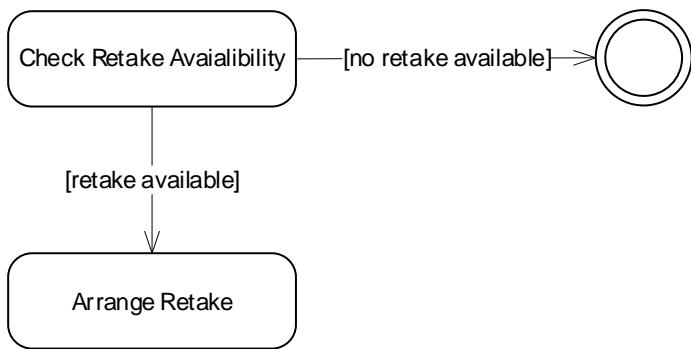 Check Retake Avaialibility
[no retake available]
[retake available]
Arrange Retake